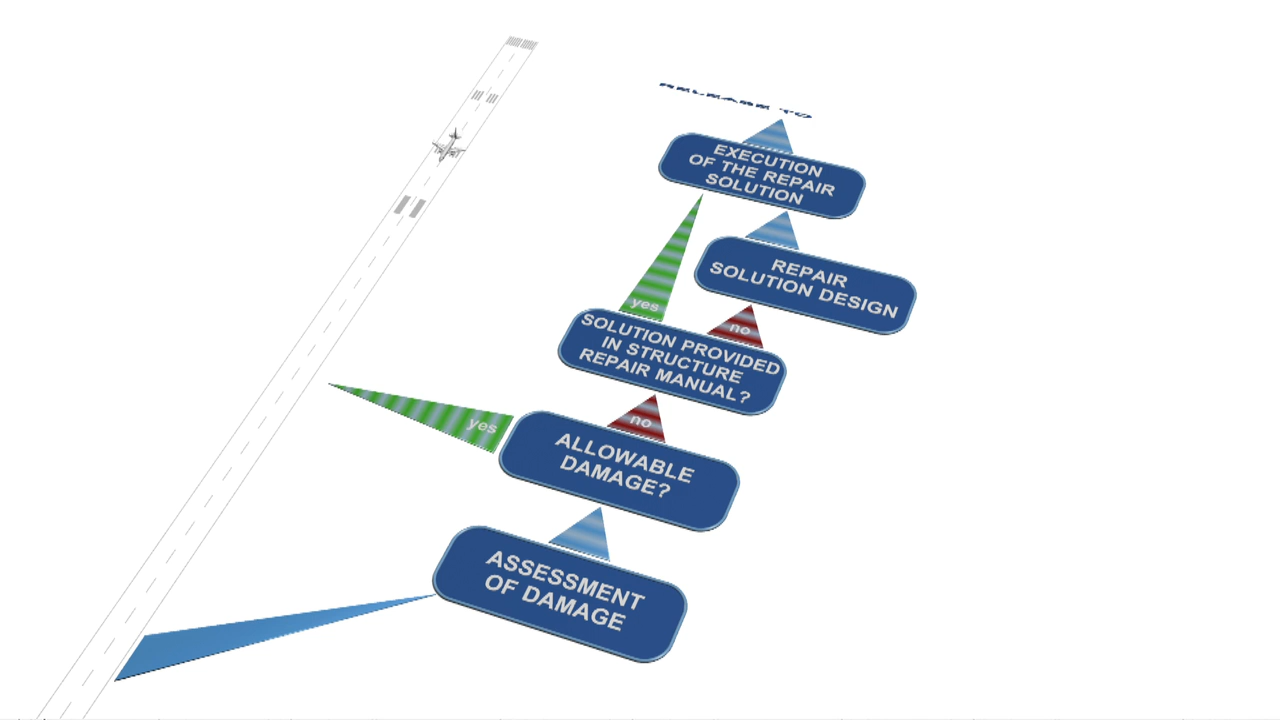 EXECUTION
OF THE REPAIR
SOLUTION
REPAIR
SOLUTION DESIGN
yes
no
SOLUTION PROVIDED
IN STRUCTURE
REPAIR MANUAL?
no
yes
ALLOWABLE
DAMAGE?
ASSESSMENT
OF DAMAGE